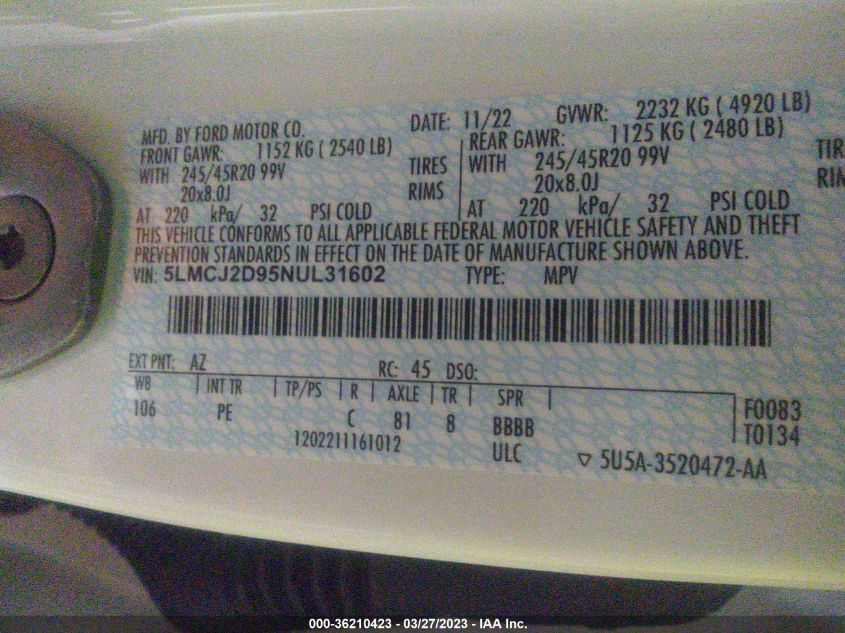 MFD. BY FORD MOTOR CO. DATE: 11/22 GVWR: 2232 KG ( 4920 LB)
FRONT GAWR: 1152 KG ( 2540 LB) REAR GAWR: 1125 KG ( 2480 LB)
WITH 245/45R20 99V TIRES WITH 245/45R20 99V TIR
20x8.0J RIMS 20x8.0J RIM
AT 220 kPa/ 32 PSI COLD AT 220 kPa/ 32 PSI COLD
THIS VEHICLE CONFORMS TO ALL APPLICABLE FEDERAL MOTOR VEHICLE SAFETY AND THEFT
PREVENTION STANDARDS IN EFFECT ON THE DATE OF MANUFACTURE SHOWN ABOVE.
VIN: 5LMCJ2D95NUL31602 TYPE: MPV
EXT PNT: AZ RC: 45 DSO:
WB INT TR TP/PS R AXLE TR SPR
106 PE C 81 8 BBBB
F0083
T0134
1202211161012 ULC
▽ 5U5A-3520472-AA
000-36210423 - 03/27/2023 - IAA Inc.